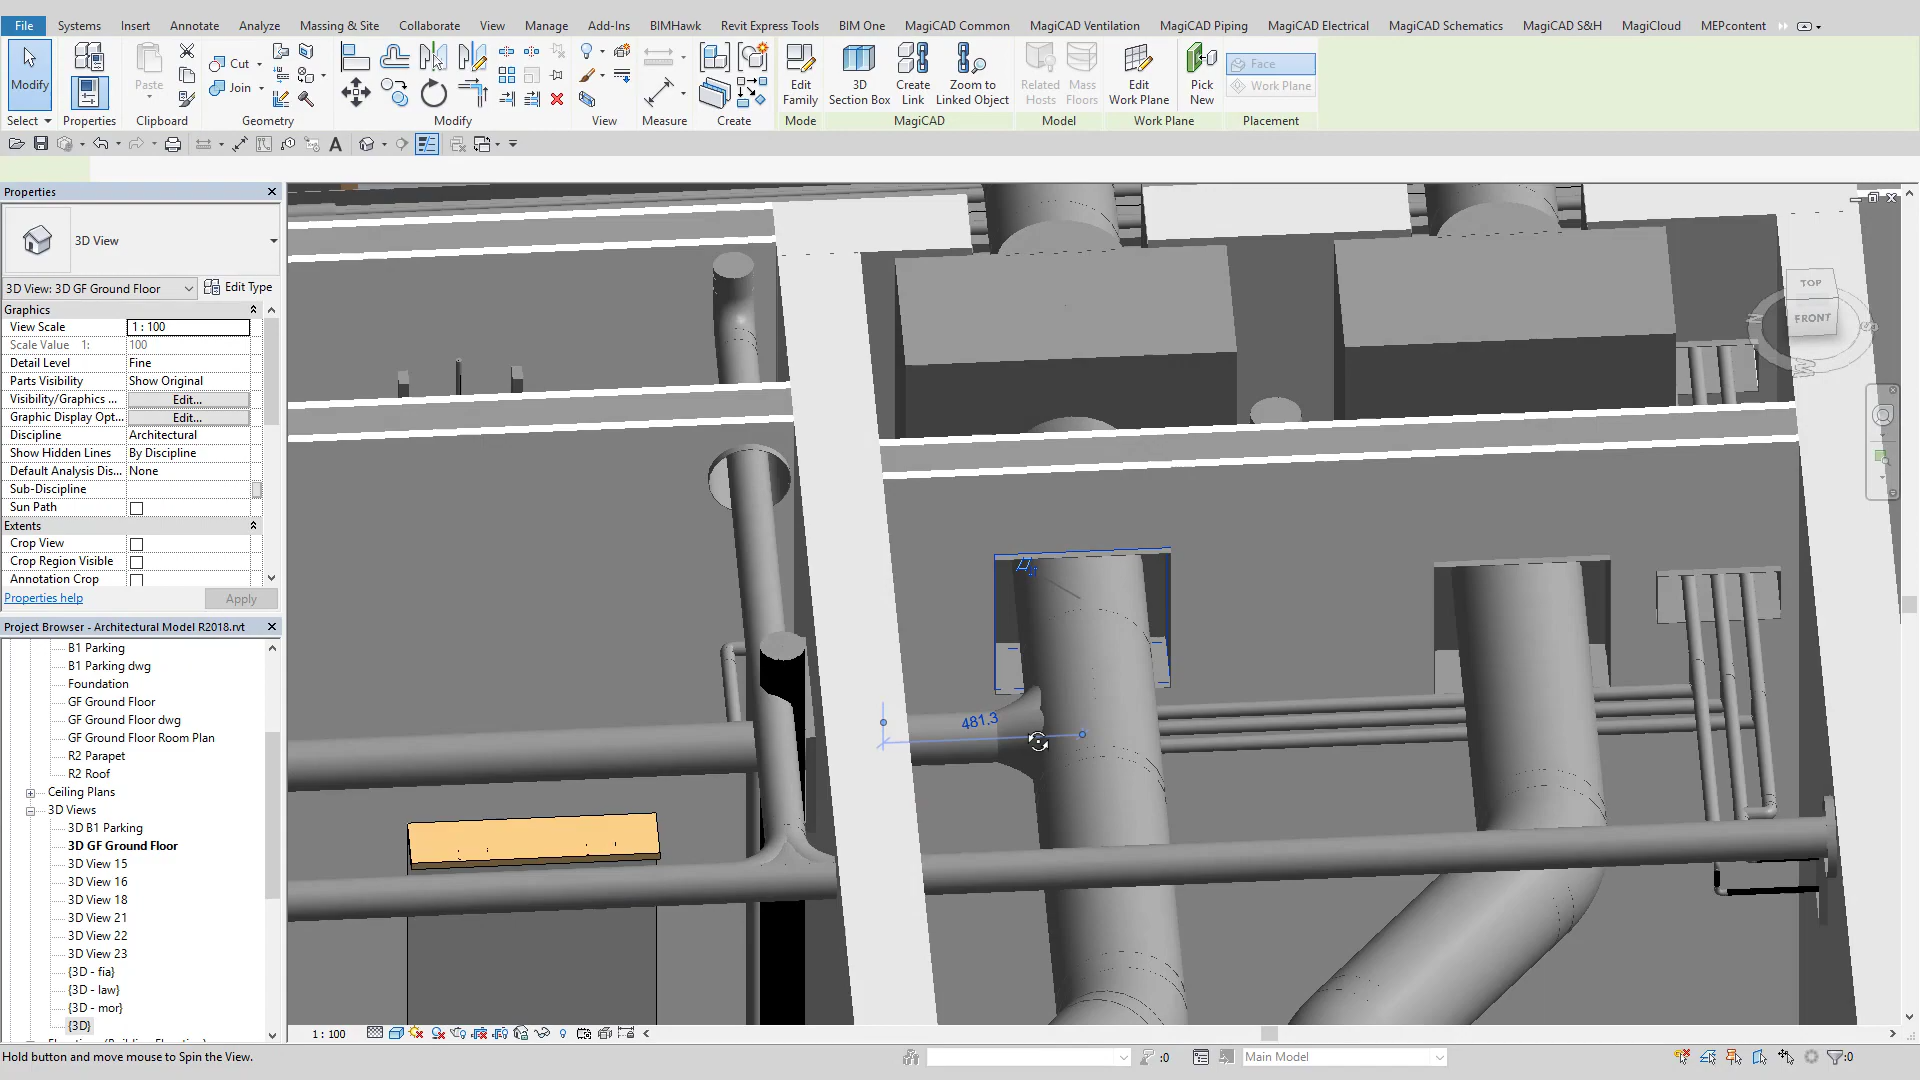 File Systems Insert Annotate Analyze Massing & Site Collaborate View Manage Add-Ins BIMHawk Revit Express Tools BIM One MagiCAD Common MagiCAD Ventilation MagiCAD Piping MagiCAD Electrical MagiCAD Schematics MagiCAD S&H MagiCloud MEPcontent
Modify
Paste
Cut
Join
Edit Family
3D Section Box
Create Link
Zoom to Linked Object
Related Hosts
Mass Floors
Edit Work Plane
Pick New
Face
Work Plane
Select Properties Clipboard Geometry Modify View Measure Create Mode MagiCAD Model Work Plane Placement
Properties
3D View
3D View: 3D GF Ground Floor Edit Type
Graphics
View Scale 1 : 100
Scale Value 1: 100
Detail Level Fine
Parts Visibility Show Original
Visibility/Graphics ... Edit...
Graphic Display Opt... Edit...
Discipline Architectural
Show Hidden Lines By Discipline
Default Analysis Dis... None
Sub-Discipline
Sun Path
Extents
Crop View
Crop Region Visible
Annotation Crop
Properties help Apply
Project Browser - Architectural Model R2018.rvt
B1 Parking
B1 Parking dwg
Foundation
GF Ground Floor
GF Ground Floor dwg
GF Ground Floor Room Plan
R2 Parapet
R2 Roof
Ceiling Plans
3D Views
3D B1 Parking
3D GF Ground Floor
3D View 15
3D View 16
3D View 18
3D View 21
3D View 22
3D View 23
{3D - fia}
{3D - law}
{3D - mor}
{3D}
TOP
FRONT
481.3
1 : 100
Hold button and move mouse to Spin the View.
:0
Main Model
:0